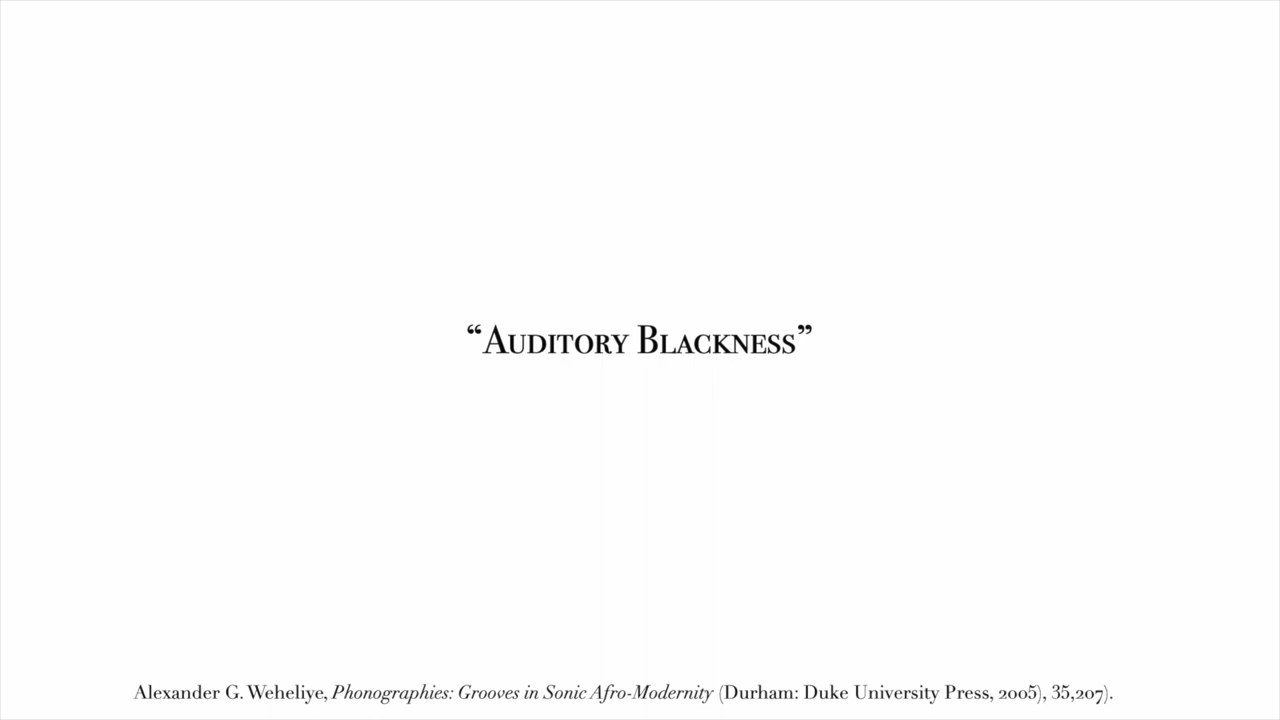 “Auditory Blackness”
Alexander G. Weheliye, Phonographies: Grooves in Sonic Afro-Modernity (Durham: Duke University Press, 2005), 35,207).